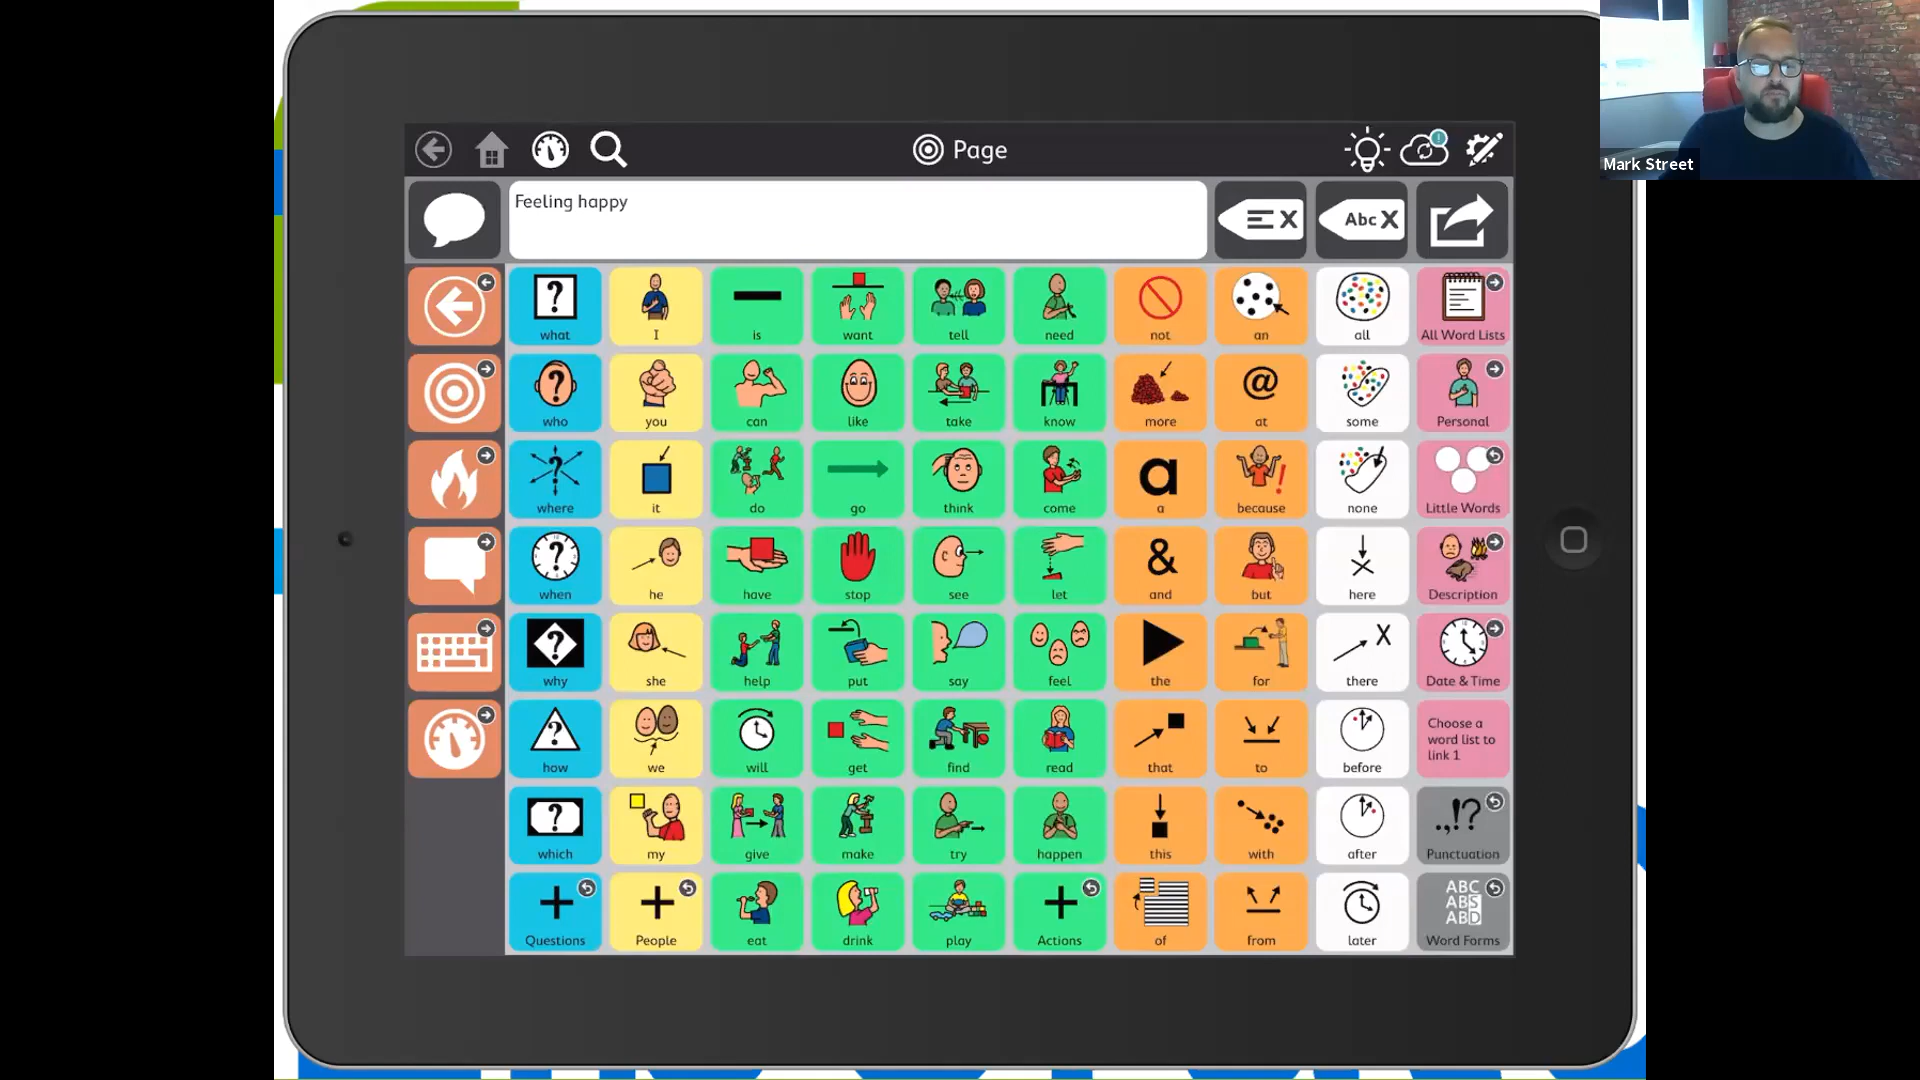 Page
Mark Street
Feeling happy
X
Abc X
what
I
is
want
tell
need
not
an
all
All Word Lists
who
you
can
like
take
know
more
@
at
some
Personal
where
it
do
go
think
come
a
a
because
none
Little Words
when
he
have
stop
see
let
&
and
but
here
Description
why
she
help
put
say
feel
the
for
X
there
Date & Time
how
we
will
get
find
read
that
to
before
Choose a
word list to
link 1
which
my
give
make
try
happen
this
with
after
.,!?
Punctuation
Questions
People
eat
drink
play
Actions
of
from
later
ABC
ABS
ABD
Word Forms